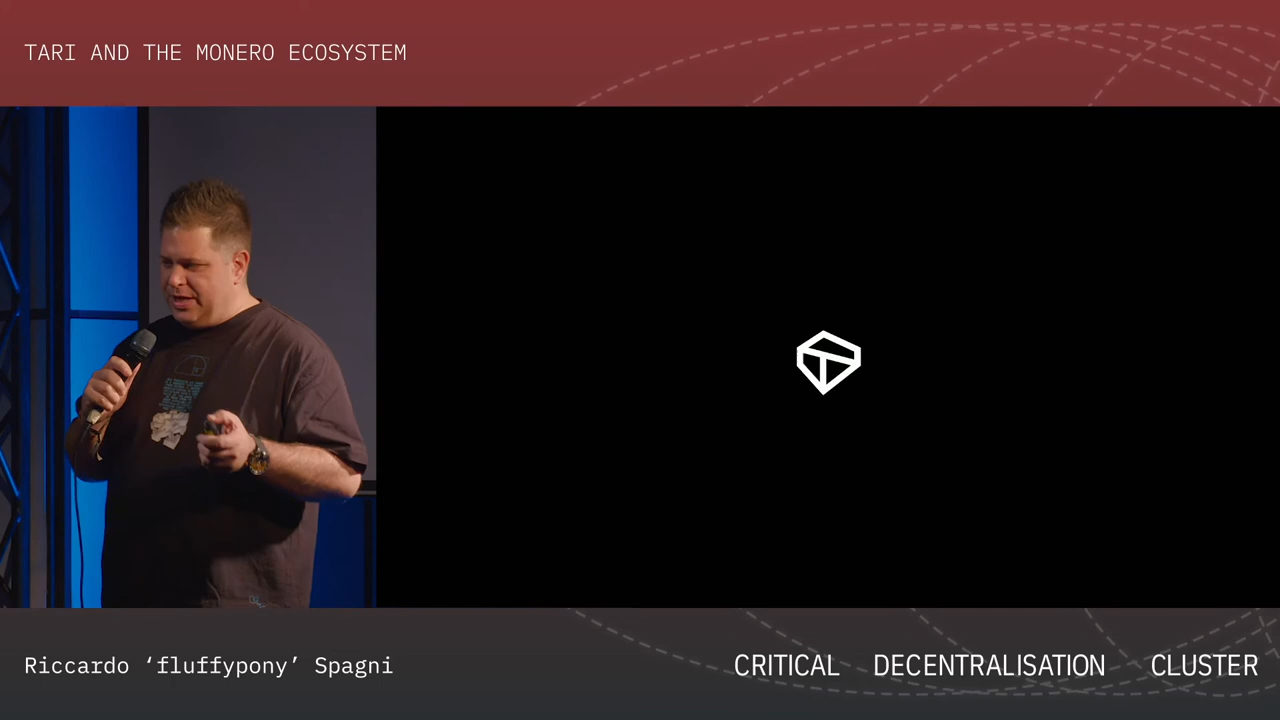 TARI AND THE MONERO ECOSYSTEM
Riccardo ‘fluffypony’ Spagni
CRITICAL DECENTRALISATION CLUSTER